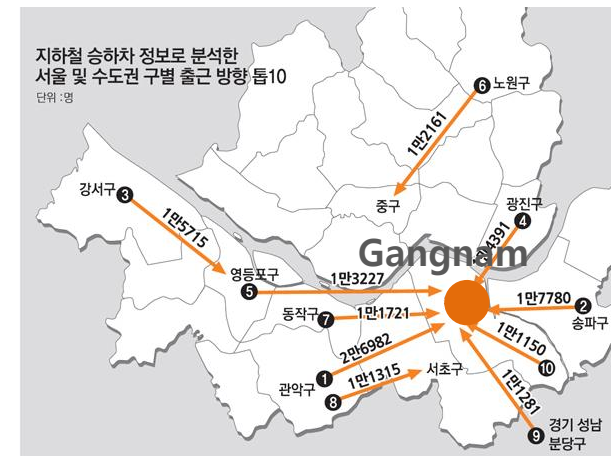 지하철 승하차 정보로 분석한
서울 및 수도권 구별 출근 방향 톱10
단위 :명
6 노원구
1만2161
강서구 3
중구
광진구
4
1만5715
4391
Gangnam
영등포구
5
1만3227
1만7780
2
송파구
동작구 7
1만1721
1만1150
2만6982
1
관악구
1만1315
서초구
10
8
1만1281
9
경기 성남
분당구